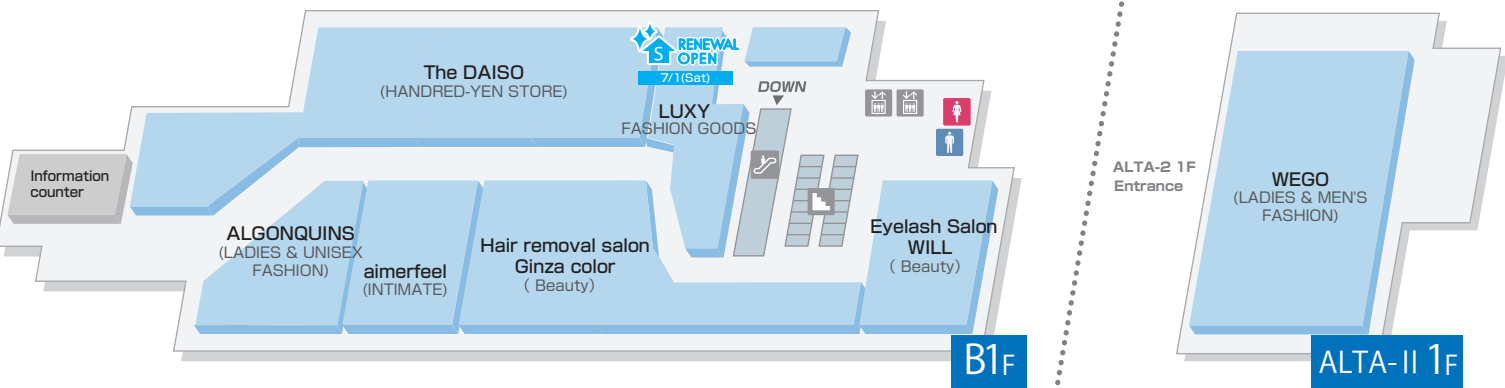 The DAISO
(HANDRED-YEN STORE)
S
RENEWAL
OPEN
7/1(Sat)
LUXY
FASHION GOODS
DOWN
Information
counter
ALGONQUINS
(LADIES & UNISEX
FASHION)
aimerfeel
(INTIMATE)
Hair removal salon
Ginza color
( Beauty)
Eyelash Salon
WILL
( Beauty)
B1F
ALTA-2 1F
Entrance
WEGO
(LADIES & MEN'S
FASHION)
ALTA-II 1F